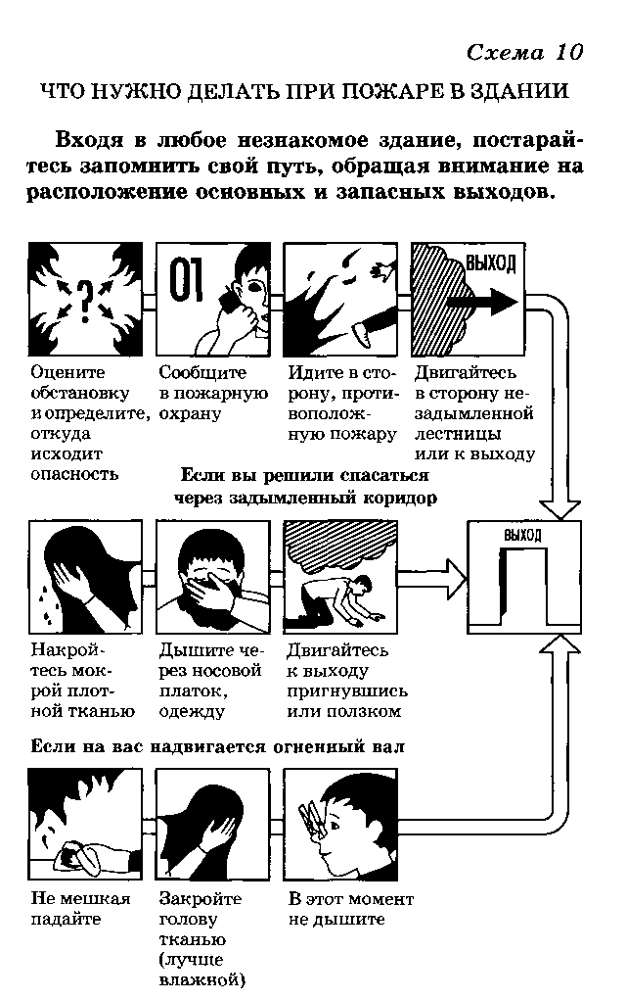 Схема 10
ЧТО НУЖНО ДЕЛАТЬ ПРИ ПОЖАРЕ В ЗДАНИИ
Входя в любое незнакомое здание, постарай-
тесь запомнить свой путь, обращая внимание на
расположение основных и запасных выходов.
?
01
ВЫХОД
Оцените
обстановку
и определите,
откуда
исходит
опасность
Сообщите
в пожарную
охрану
Идите в сто-
рону, проти-
вополож-
ную пожару
Двигайтесь
в сторону не-
задымленной
лестницы
или к выходу
Если вы решили спасаться
через задымленный коридор
ВЫХОД
Накрой-
тесь мок-
рой плот-
ной тканью
Дышите че-
рез носовой
платок,
одежду
Двигайтесь
к выходу
пригнувшись
или ползком
Если на вас надвигается огненный вал
Не мешкая
падайте
Закройте
голову
тканью
(лучше
влажной)
В этот момент
не дышите